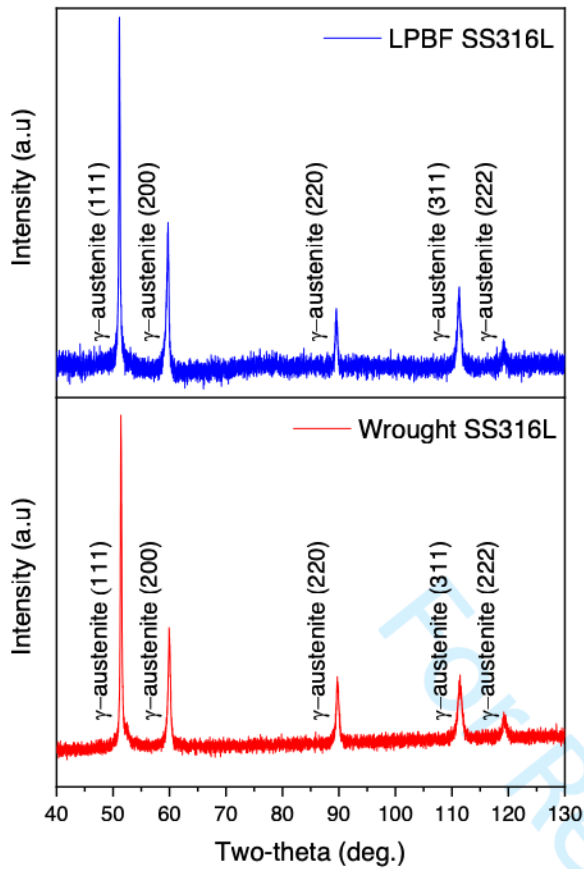 LPBF SS316L
Intensity (a.u)
γ−austenite (111)
γ−austenite (200)
γ−austenite (220)
γ−austenite (311)
γ−austenite (222)
Wrought SS316L
Intensity (a.u)
γ−austenite (111)
γ−austenite (200)
γ−austenite (220)
γ−austenite (311)
γ−austenite (222)
40 50 60 70 80 90 100 110 120 130
Two-theta (deg.)
For Re